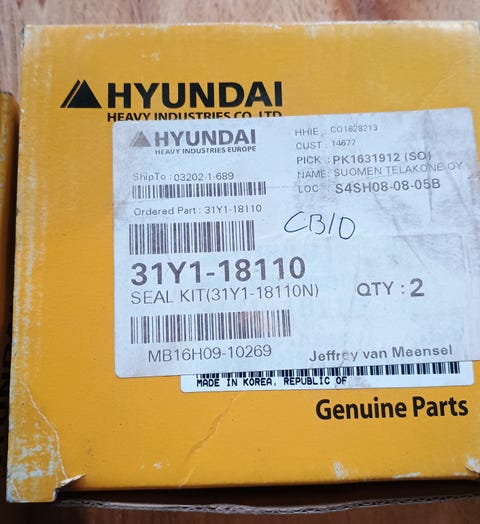 HYUNDAI
HEAVY INDUSTRIES CO. LTD
HYUNDAI
HEAVY INDUSTRIES EUROPE
HHIE : CO1628213
CUST : 14677
PICK : PK1631912 (SO)
NAME: SUOMEN TELAKONE OY
LOC : S4SH08-08-05B
ShipTo : 03202-1-689
Ordered Part : 31Y1-18110
CB10
31Y1-18110
SEAL KIT(31Y1-18110N)
QTY : 2
MB16H09-10269
Jeffrey van Meensel
MADE IN KOREA, REPUBLIC OF
Genuine Parts